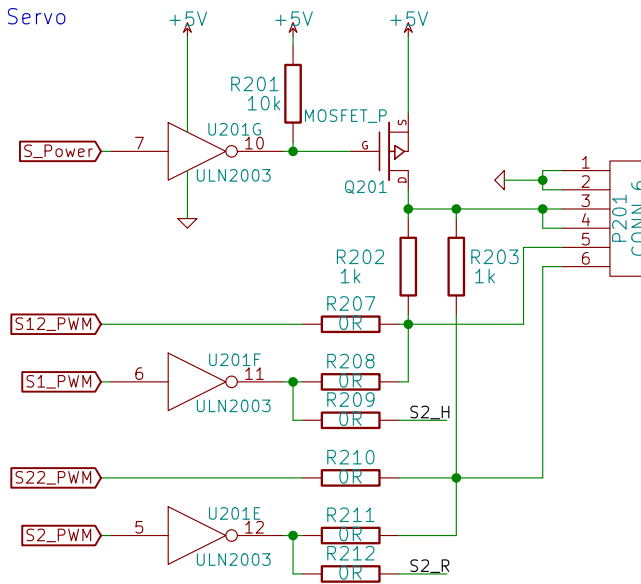 Servo
+5V +5V +5V
R201
10k
MOSFET_P
S_Power 7 U201G 10 G S D
ULN2003
Q201
1
2
3
4
5
6
P201
CONN_6
R202
1k
R203
1k
R207
S12_PWM 0R
U201F
S1_PWM 6 11 R208
0R
ULN2003
R209
0R S2_H
R210
S22_PWM 0R
U201E
S2_PWM 5 12 R211
0R
ULN2003
R212
0R S2_R